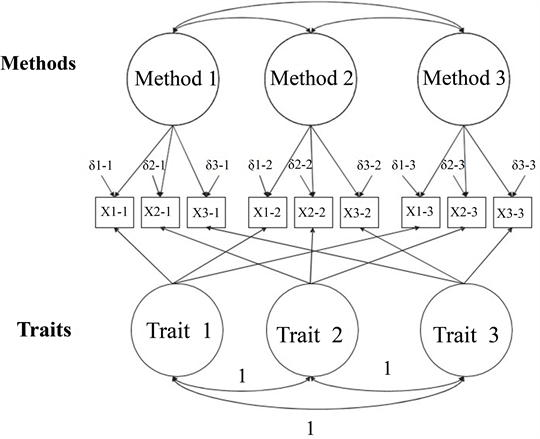 Methods
Method 1 Method 2 Method 3
δ1-1 δ2-1 δ3-1 δ1-2 δ2-2 δ3-2 δ1-3 δ2-3 δ3-3
X1-1 X2-1 X3-1 X1-2 X2-2 X3-2 X1-3 X2-3 X3-3
Traits
Trait 1 Trait 2 Trait 3
1 1
1